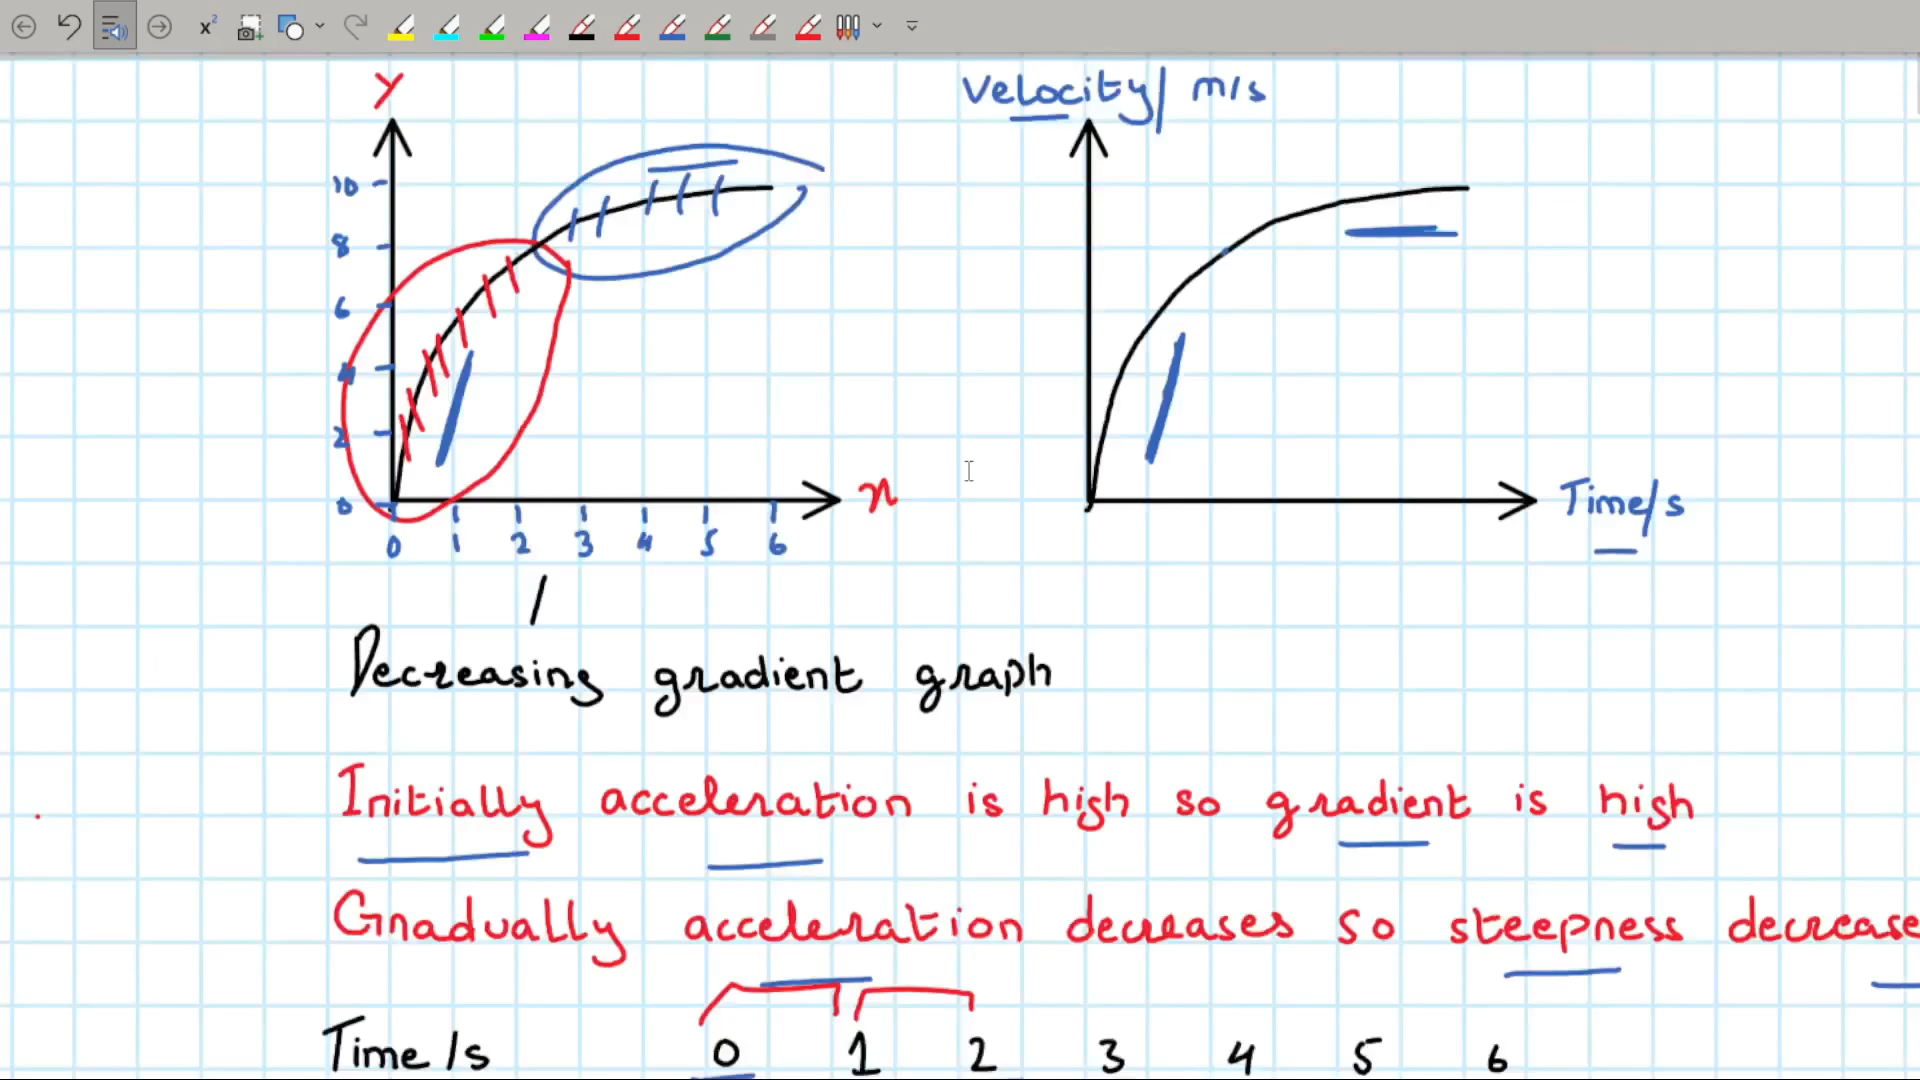 x²
Y
Velocity/ m/s
10
8
6
4
2
0
x
Time/s
0 1 2 3 4 5 6
Decreasing gradient graph
Initially acceleration is high so gradient is high
Gradually acceleration decreases so steepness decrease
Time/s 0 1 2 3 4 5 6